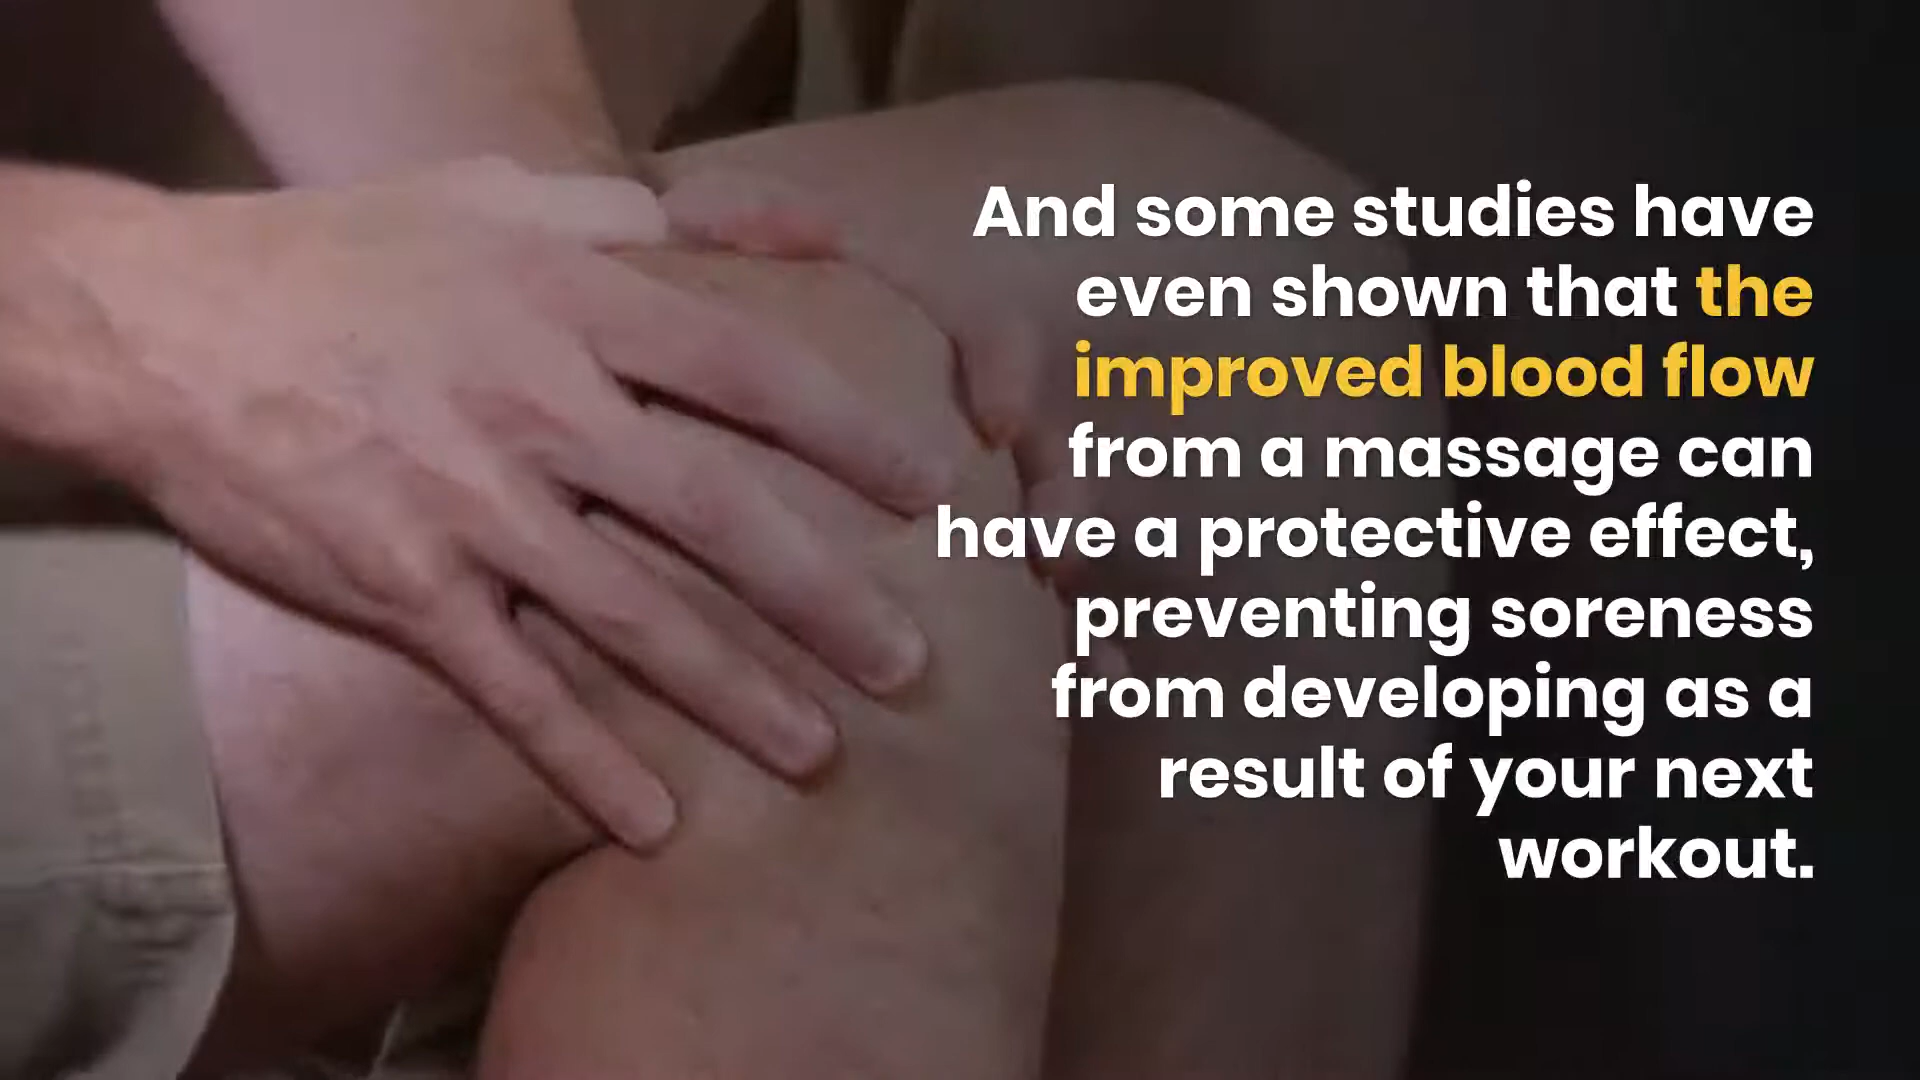 And some studies have
even shown that the
improved blood flow
from a massage can
have a protective effect,
preventing soreness
from developing as a
result of your next
workout.